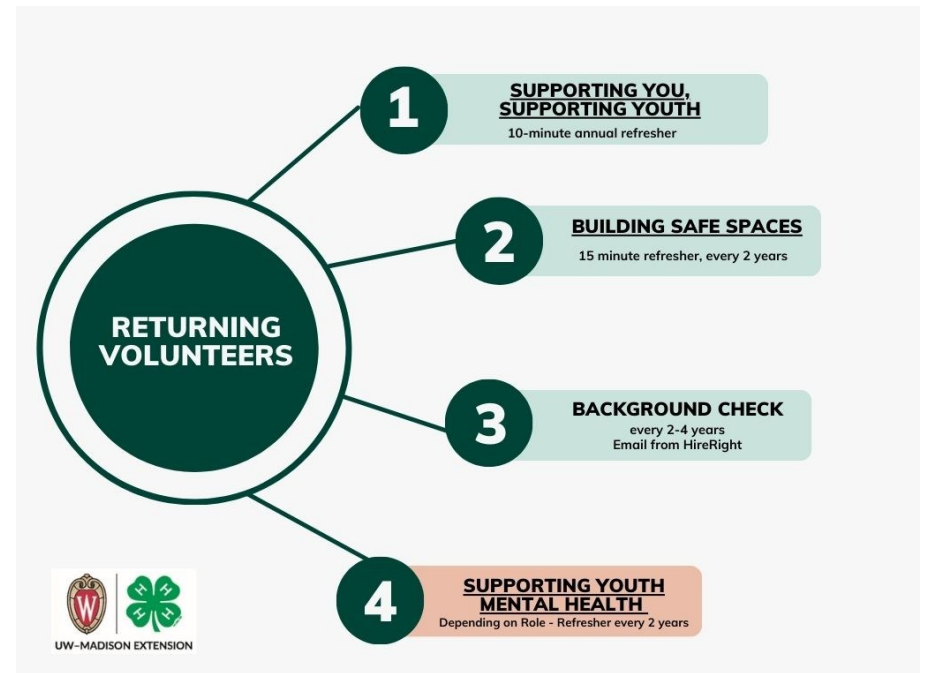 1
SUPPORTING YOU,
SUPPORTING YOUTH
10-minute annual refresher
2
BUILDING SAFE SPACES
15 minute refresher, every 2 years
RETURNING
VOLUNTEERS
3
BACKGROUND CHECK
every 2-4 years
Email from HireRight
4
SUPPORTING YOUTH
MENTAL HEALTH
Depending on Role - Refresher every 2 years
W
H H
H H
UW–MADISON EXTENSION